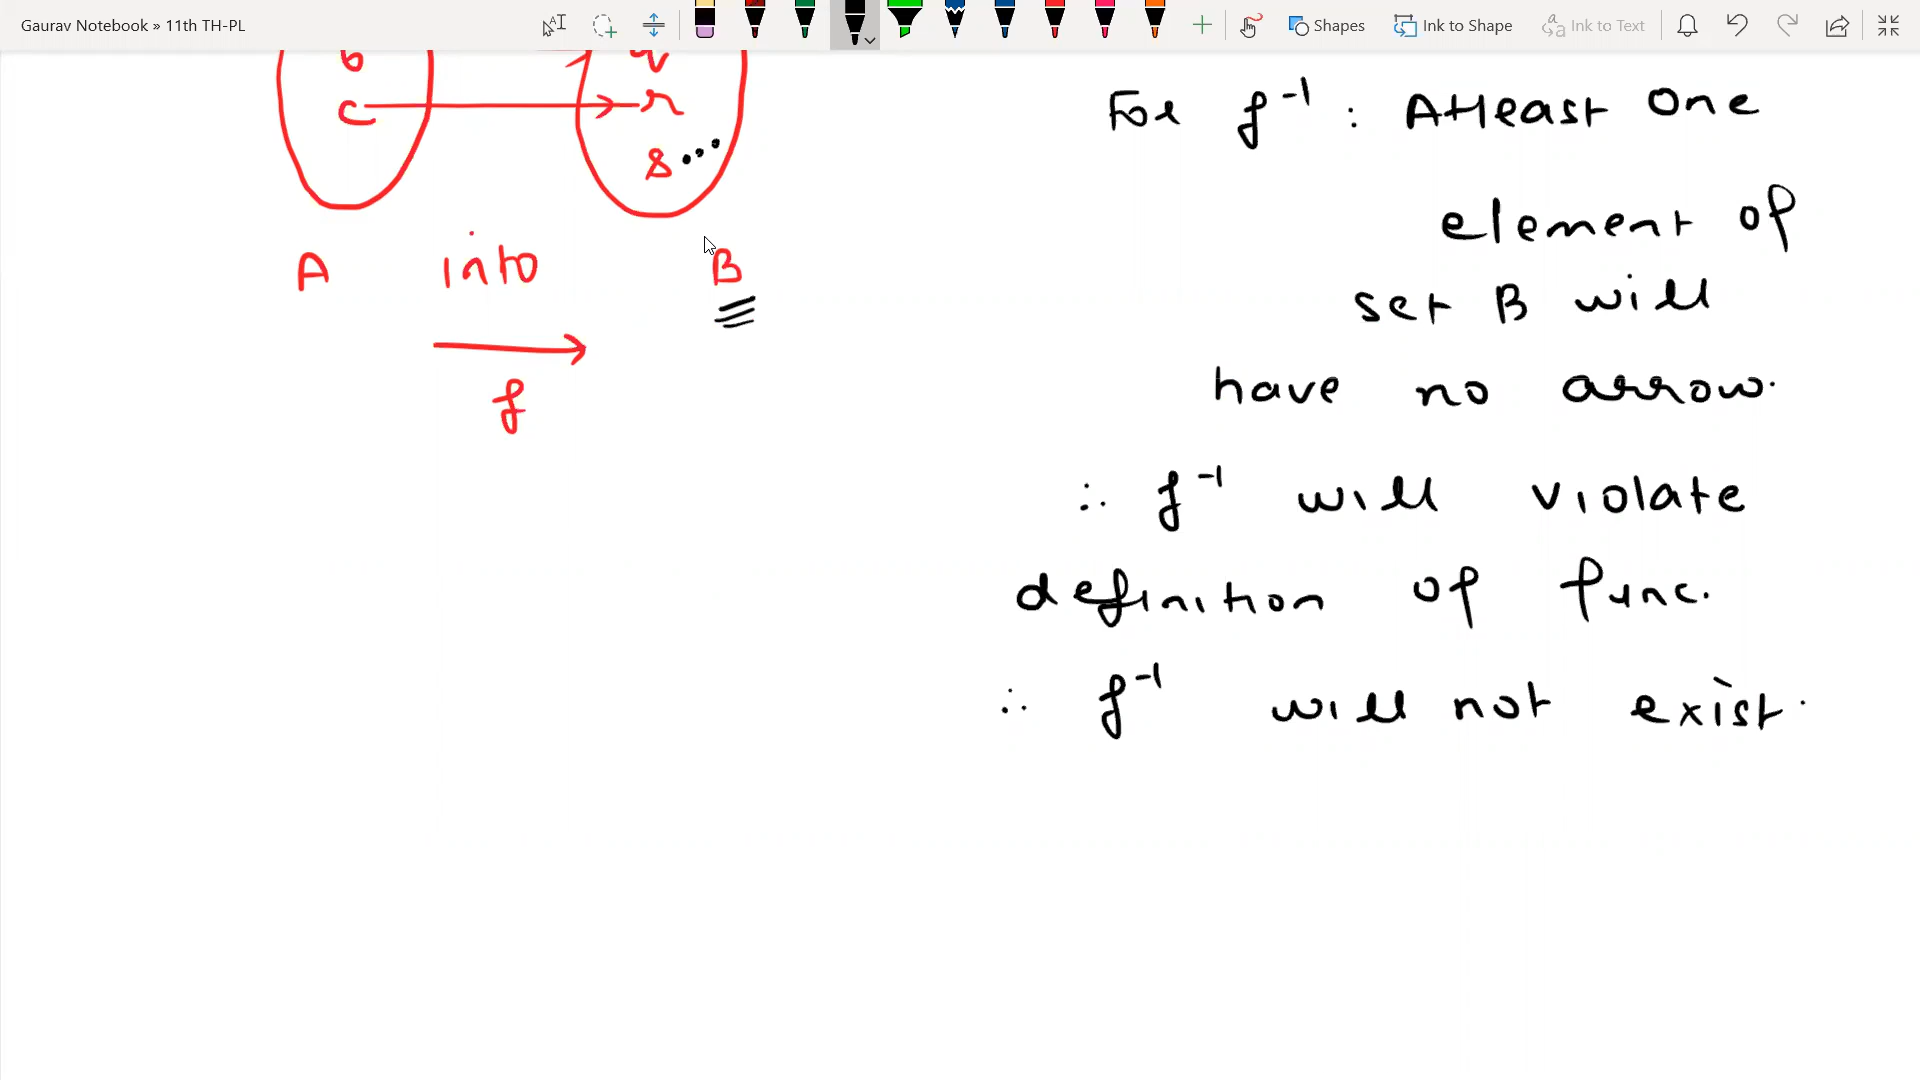 Gaurav Notebook » 11th TH-PL
Shapes
Ink to Shape
Ink to Text
b
q
c
r
s...
A into B
f
For f⁻¹ : Atleast One
element of
set B will
have no arrow.
∴ f⁻¹ will violate
definition of func.
∴ f⁻¹ will not exist.